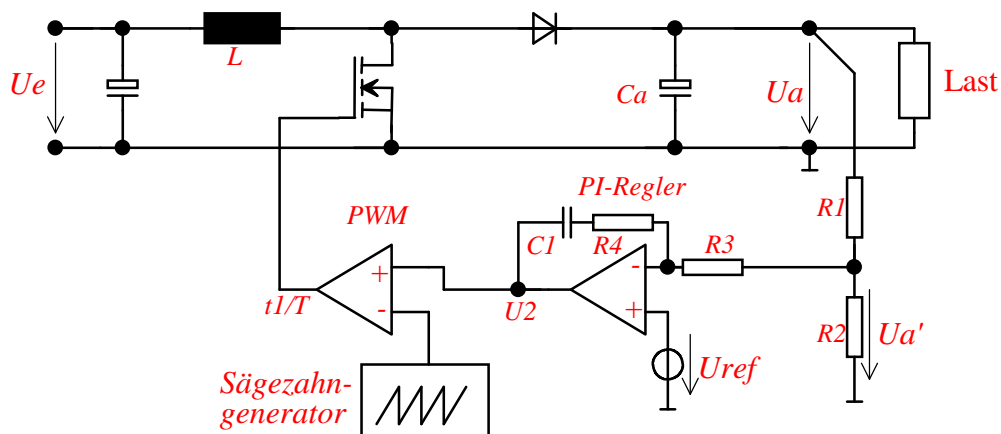 Ue
L
Ca
Ua
Last
PI-Regler
R1
PWM
C1
R4
R3
-
+
-
+
t1/T
U2
R2
Ua'
Uref
Sägezahn-
generator